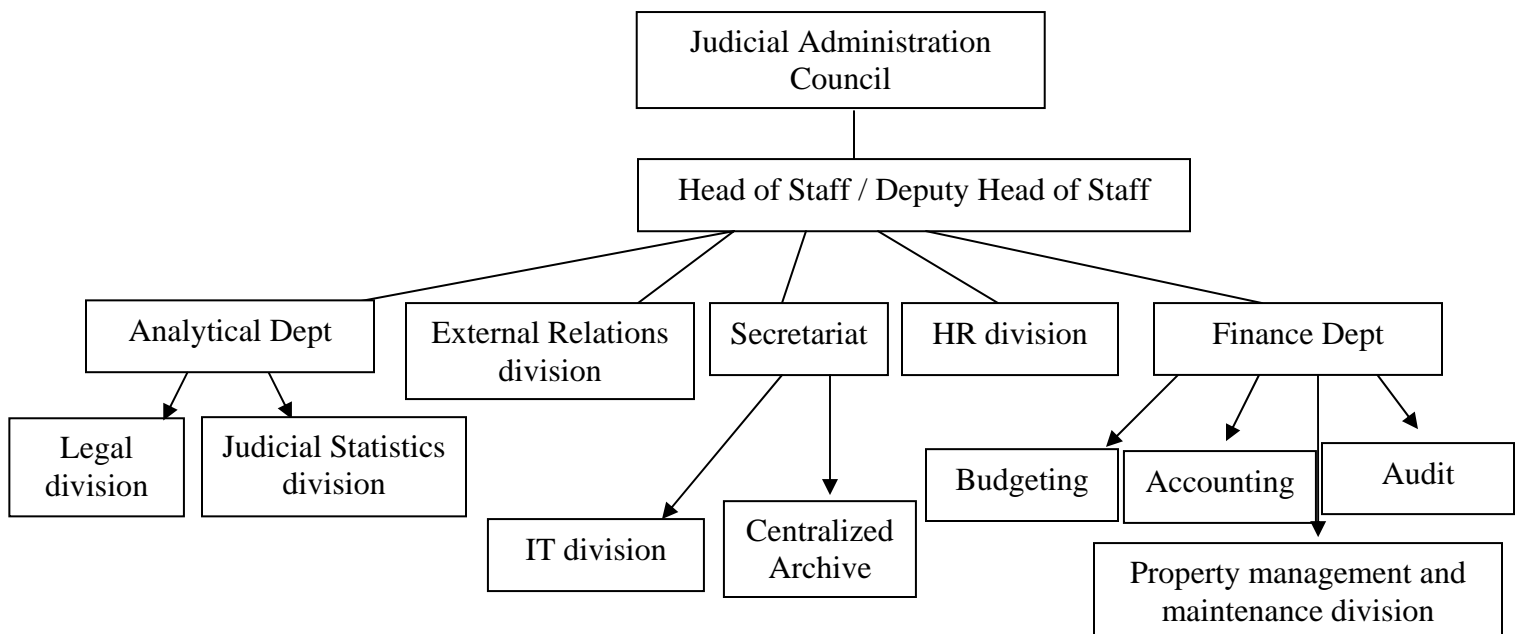 Judicial Administration
Council
Head of Staff / Deputy Head of Staff
Analytical Dept
External Relations
division
Secretariat
HR division
Finance Dept
Legal
division
Judicial Statistics
division
IT division
Centralized
Archive
Budgeting
Accounting
Audit
Property management and
maintenance division